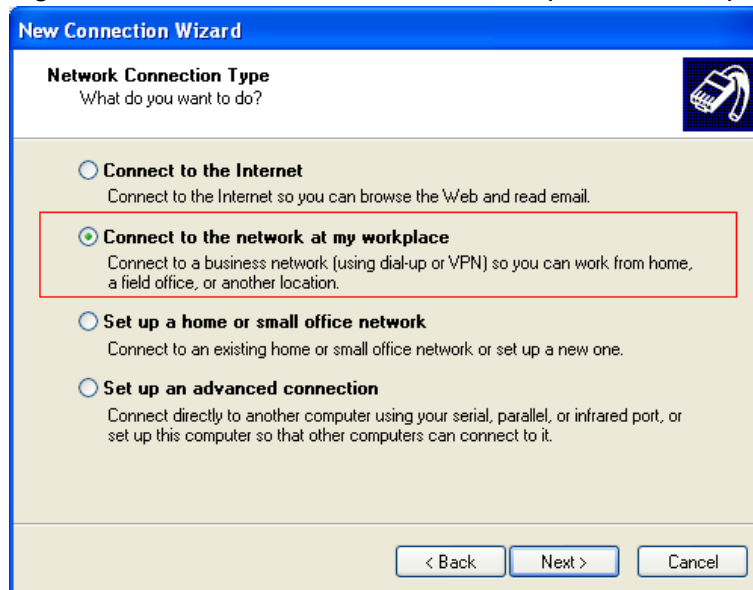 New Connection Wizard
Network Connection Type
What do you want to do?
Connect to the Internet
Connect to the Internet so you can browse the Web and read email.
Connect to the network at my workplace
Connect to a business network (using dial-up or VPN) so you can work from home,
a field office, or another location.
Set up a home or small office network
Connect to an existing home or small office network or set up a new one.
Set up an advanced connection
Connect directly to another computer using your serial, parallel, or infrared port, or
set up this computer so that other computers can connect to it.
< Back Next > Cancel